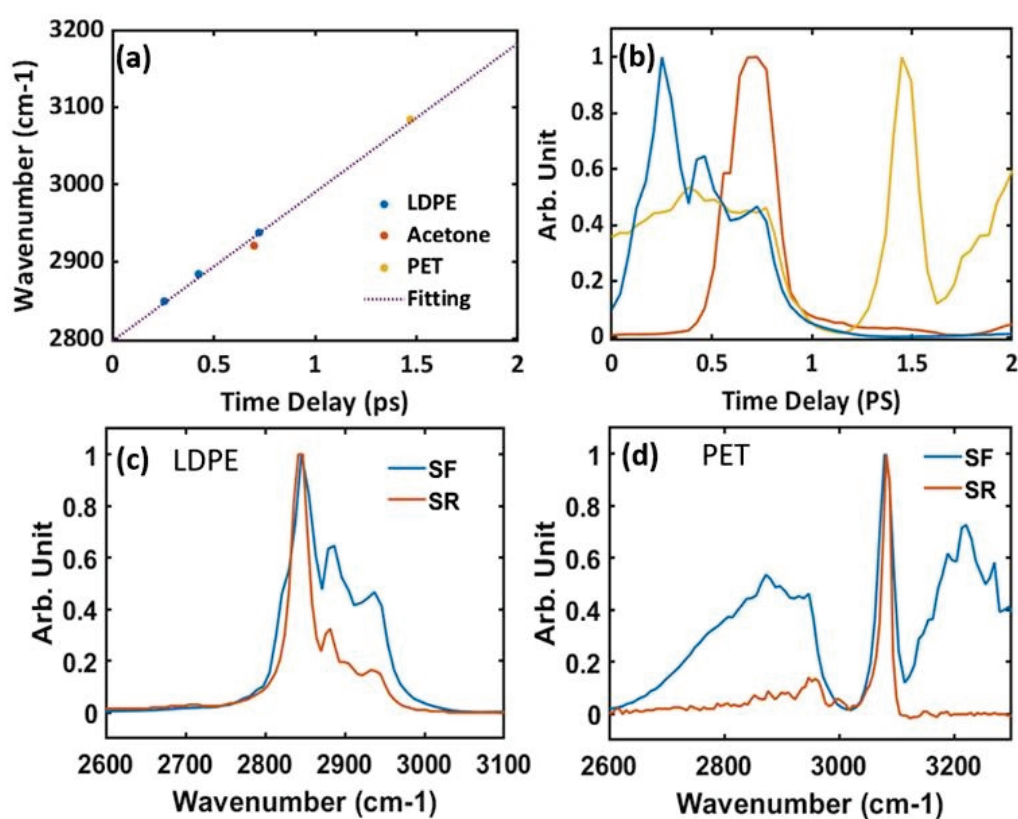 (a)
Wavenumber (cm-1)
3200
3100
3000
2900
2800
0
0.5
1
1.5
2
Time Delay (ps)
LDPE
Acetone
PET
Fitting
(b)
Arb. Unit
1
0.8
0.6
0.4
0.2
0
0
0.5
1
1.5
2
Time Delay (PS)
(c) LDPE
SF
SR
Arb. Unit
1
0.8
0.6
0.4
0.2
0
2600 2700 2800 2900 3000 3100
Wavenumber (cm-1)
(d) PET
SF
SR
Arb. Unit
1
0.8
0.6
0.4
0.2
0
2600 2800 3000 3200
Wavenumber (cm-1)